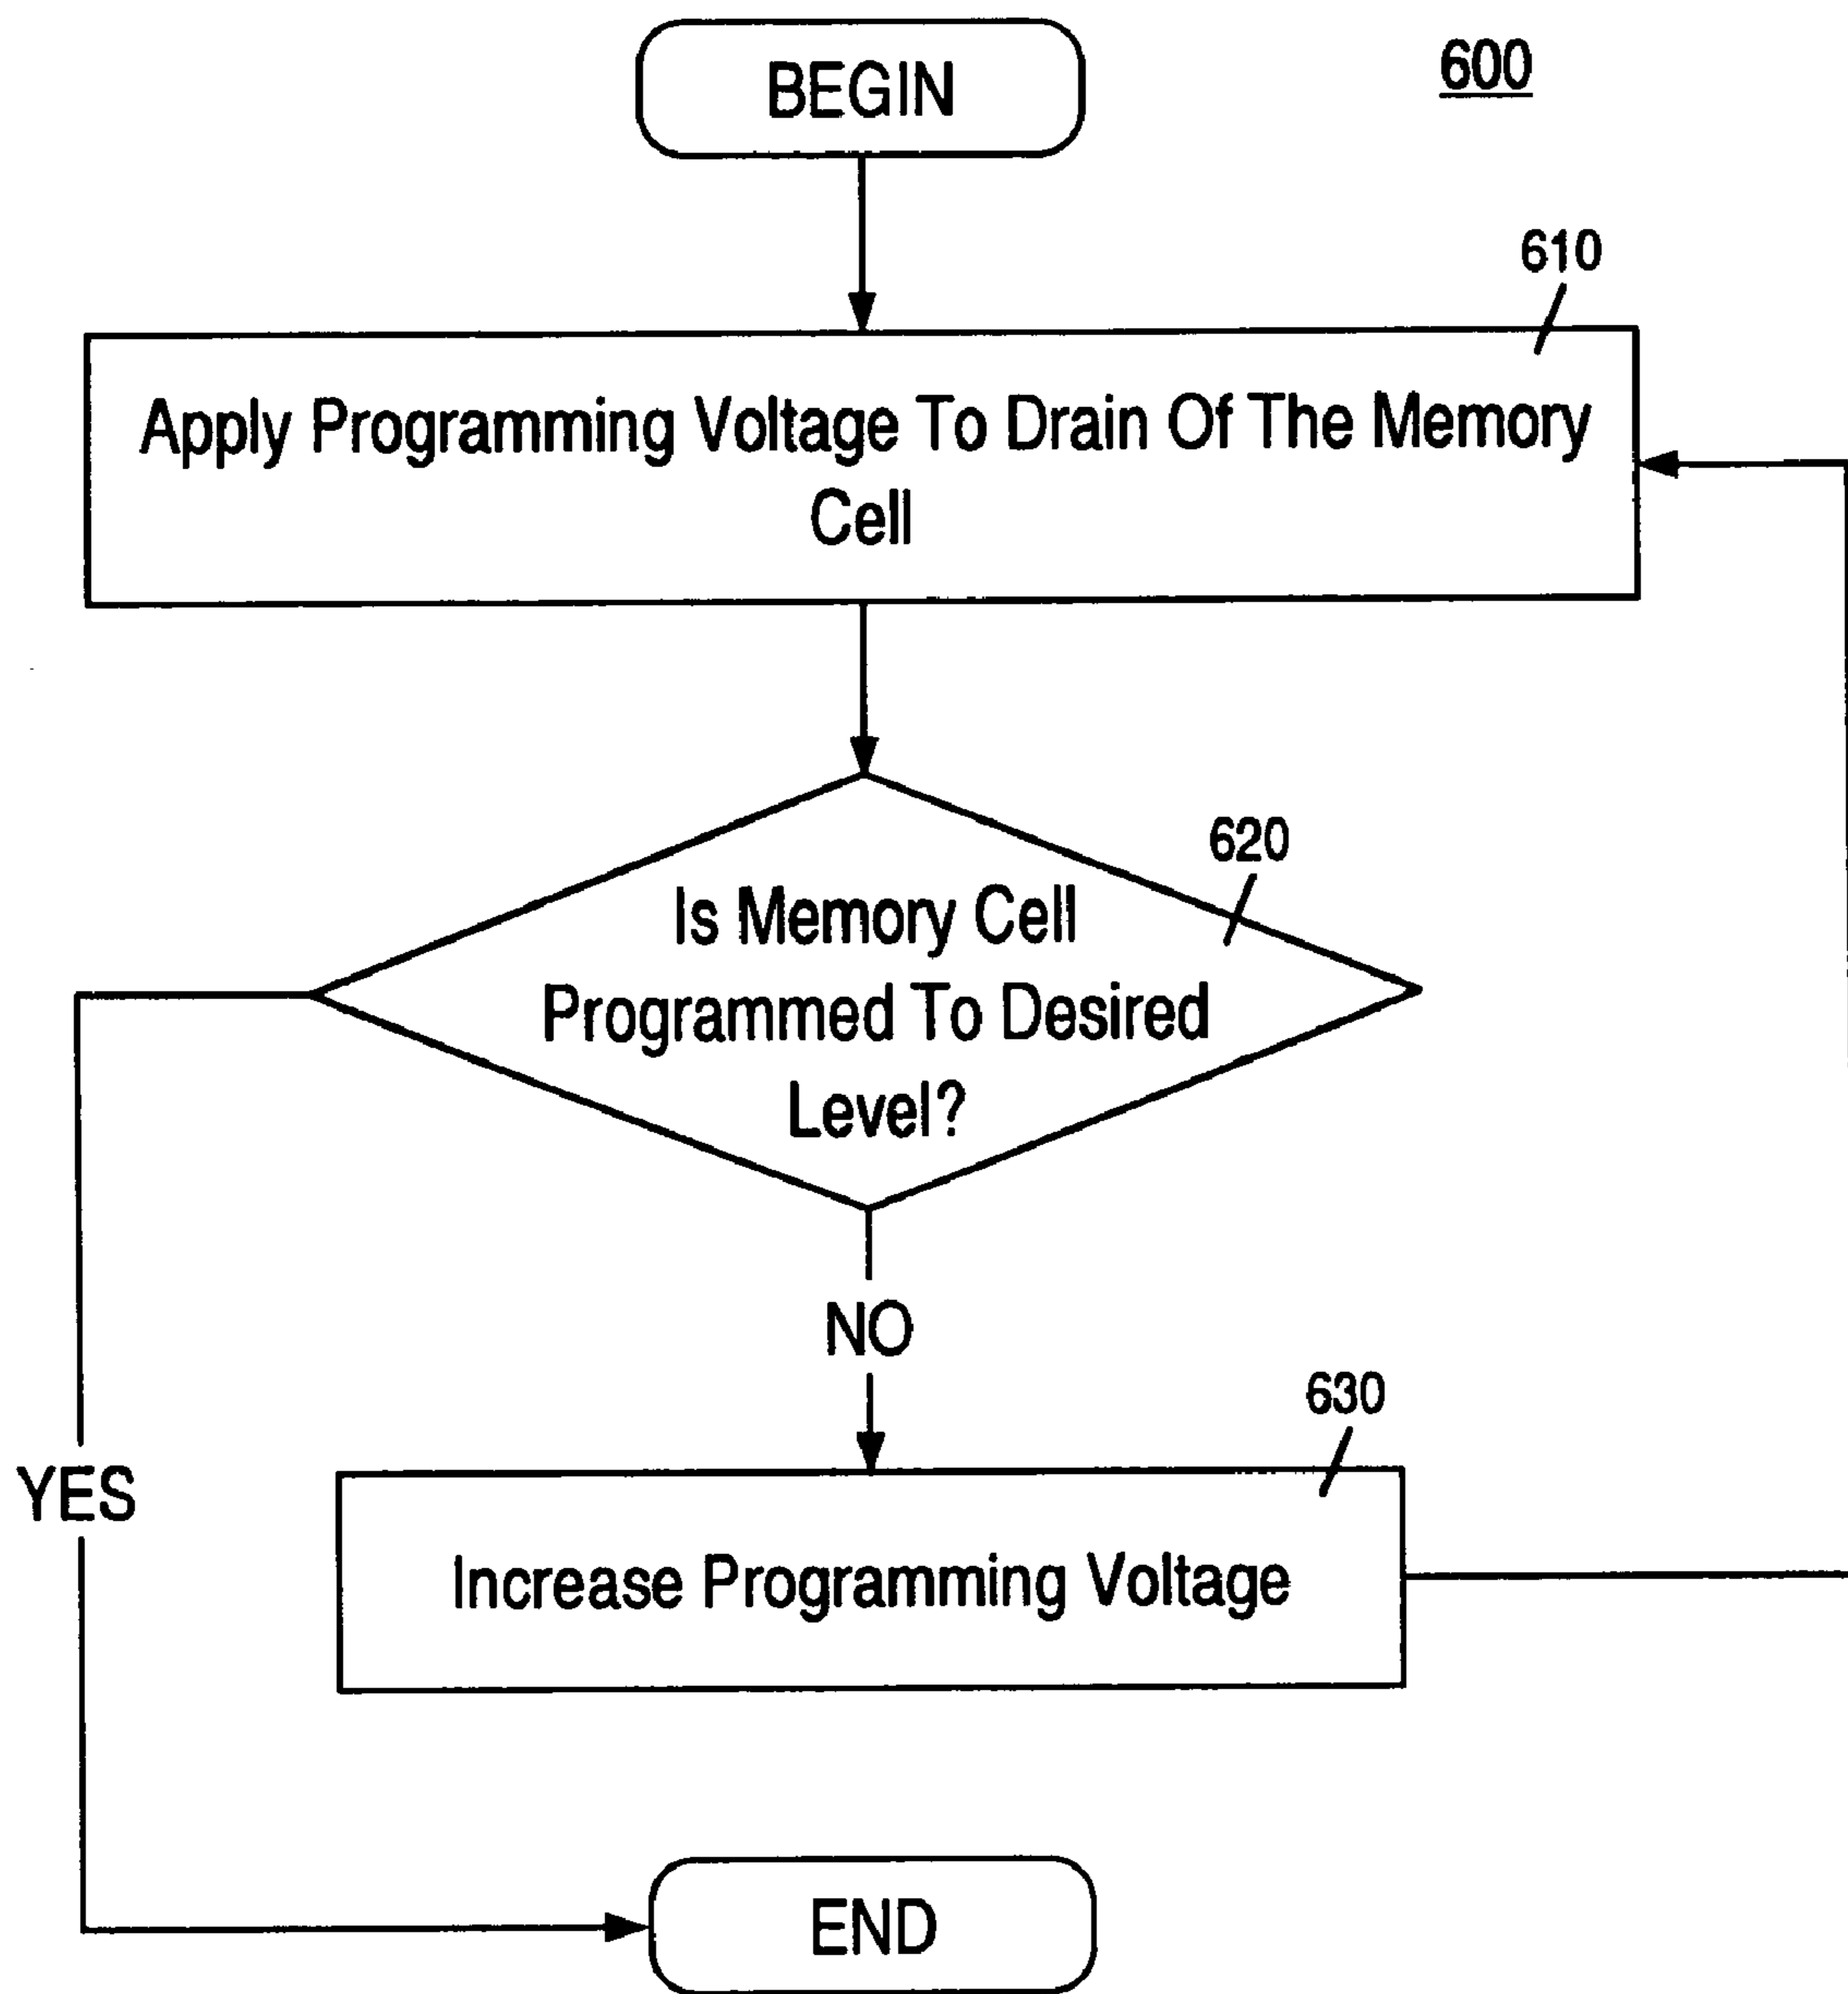 BEGIN
600
610
Apply Programming Voltage To Drain Of The Memory
Cell
620
Is Memory Cell
Programmed To Desired
Level?
NO
630
YES
Increase Programming Voltage
END